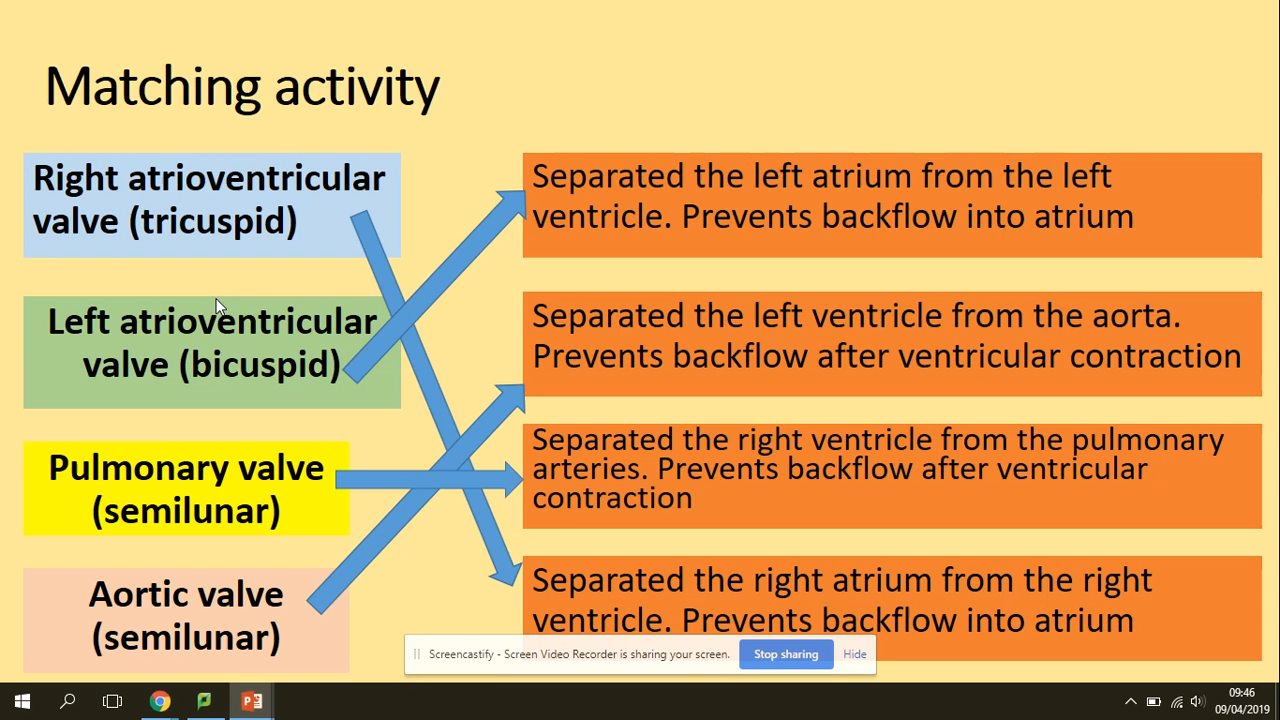 Matching activity
Right atrioventricular
valve (tricuspid)
Separated the left atrium from the left
ventricle. Prevents backflow into atrium
Left atrioventricular
valve (bicuspid)
Separated the left ventricle from the aorta.
Prevents backflow after ventricular contraction
Pulmonary valve
(semilunar)
Separated the right ventricle from the pulmonary
arteries. Prevents backflow after ventricular
contraction
Aortic valve
(semilunar)
Separated the right atrium from the right
ventricle. Prevents backflow into atrium
Screencastify - Screen Video Recorder is sharing your screen.
Stop sharing
Hide
09:46
09/04/2019